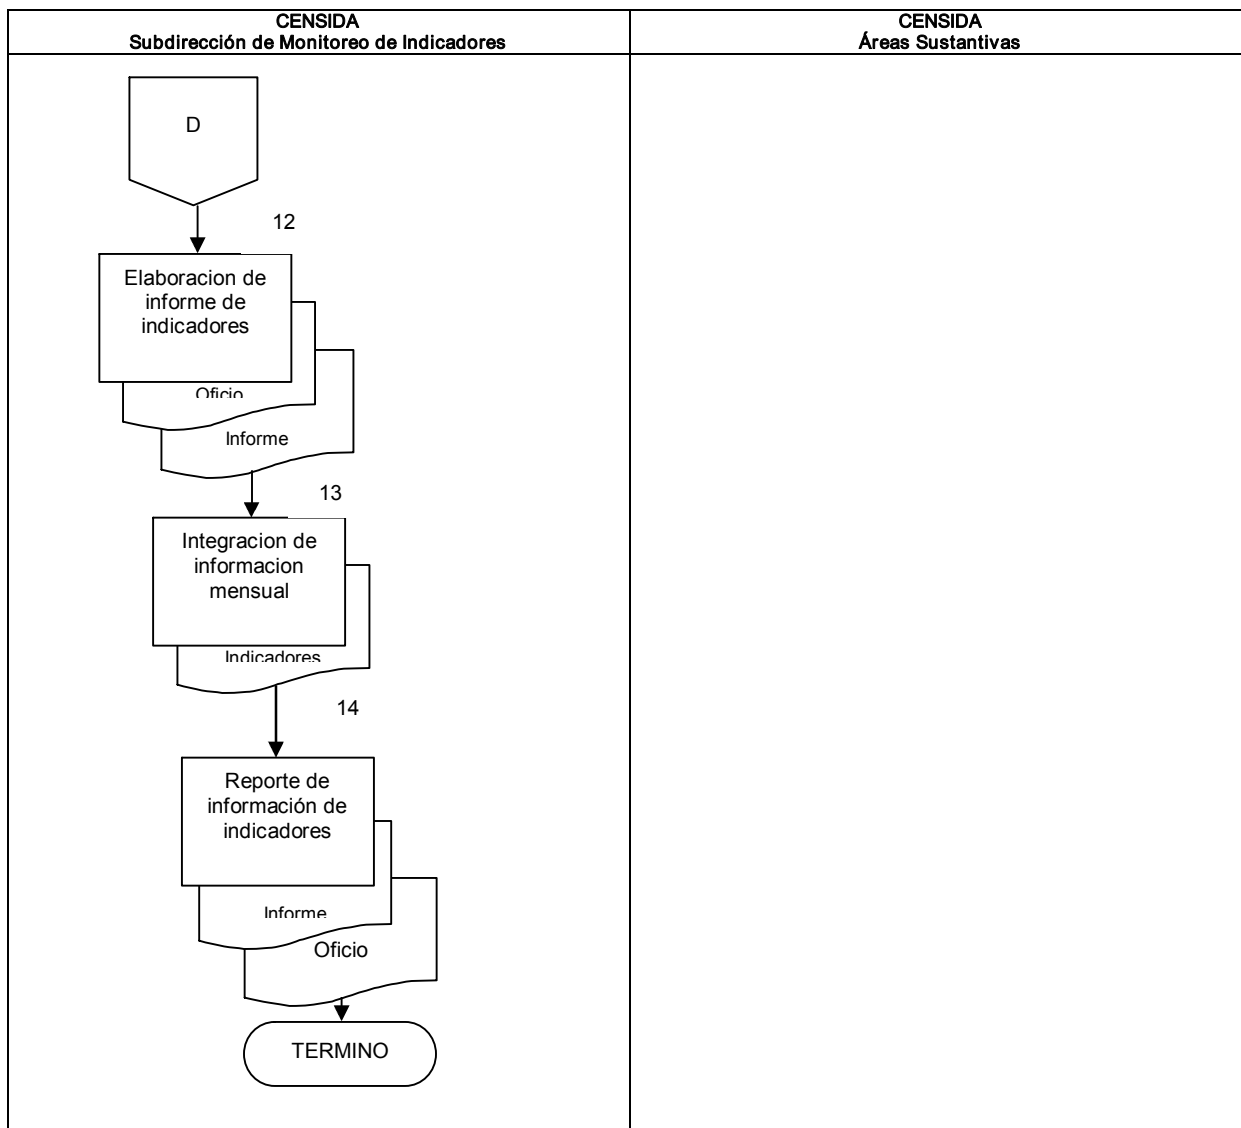 CENSIDA
Subdirección de Monitoreo de Indicadores
CENSIDA
Áreas Sustantivas
D
12
Elaboracion de
informe de
indicadores
Oficio
Informe
13
Integracion de
informacion
mensual
Indicadores
14
Reporte de
información de
indicadores
Informe
Oficio
TERMINO